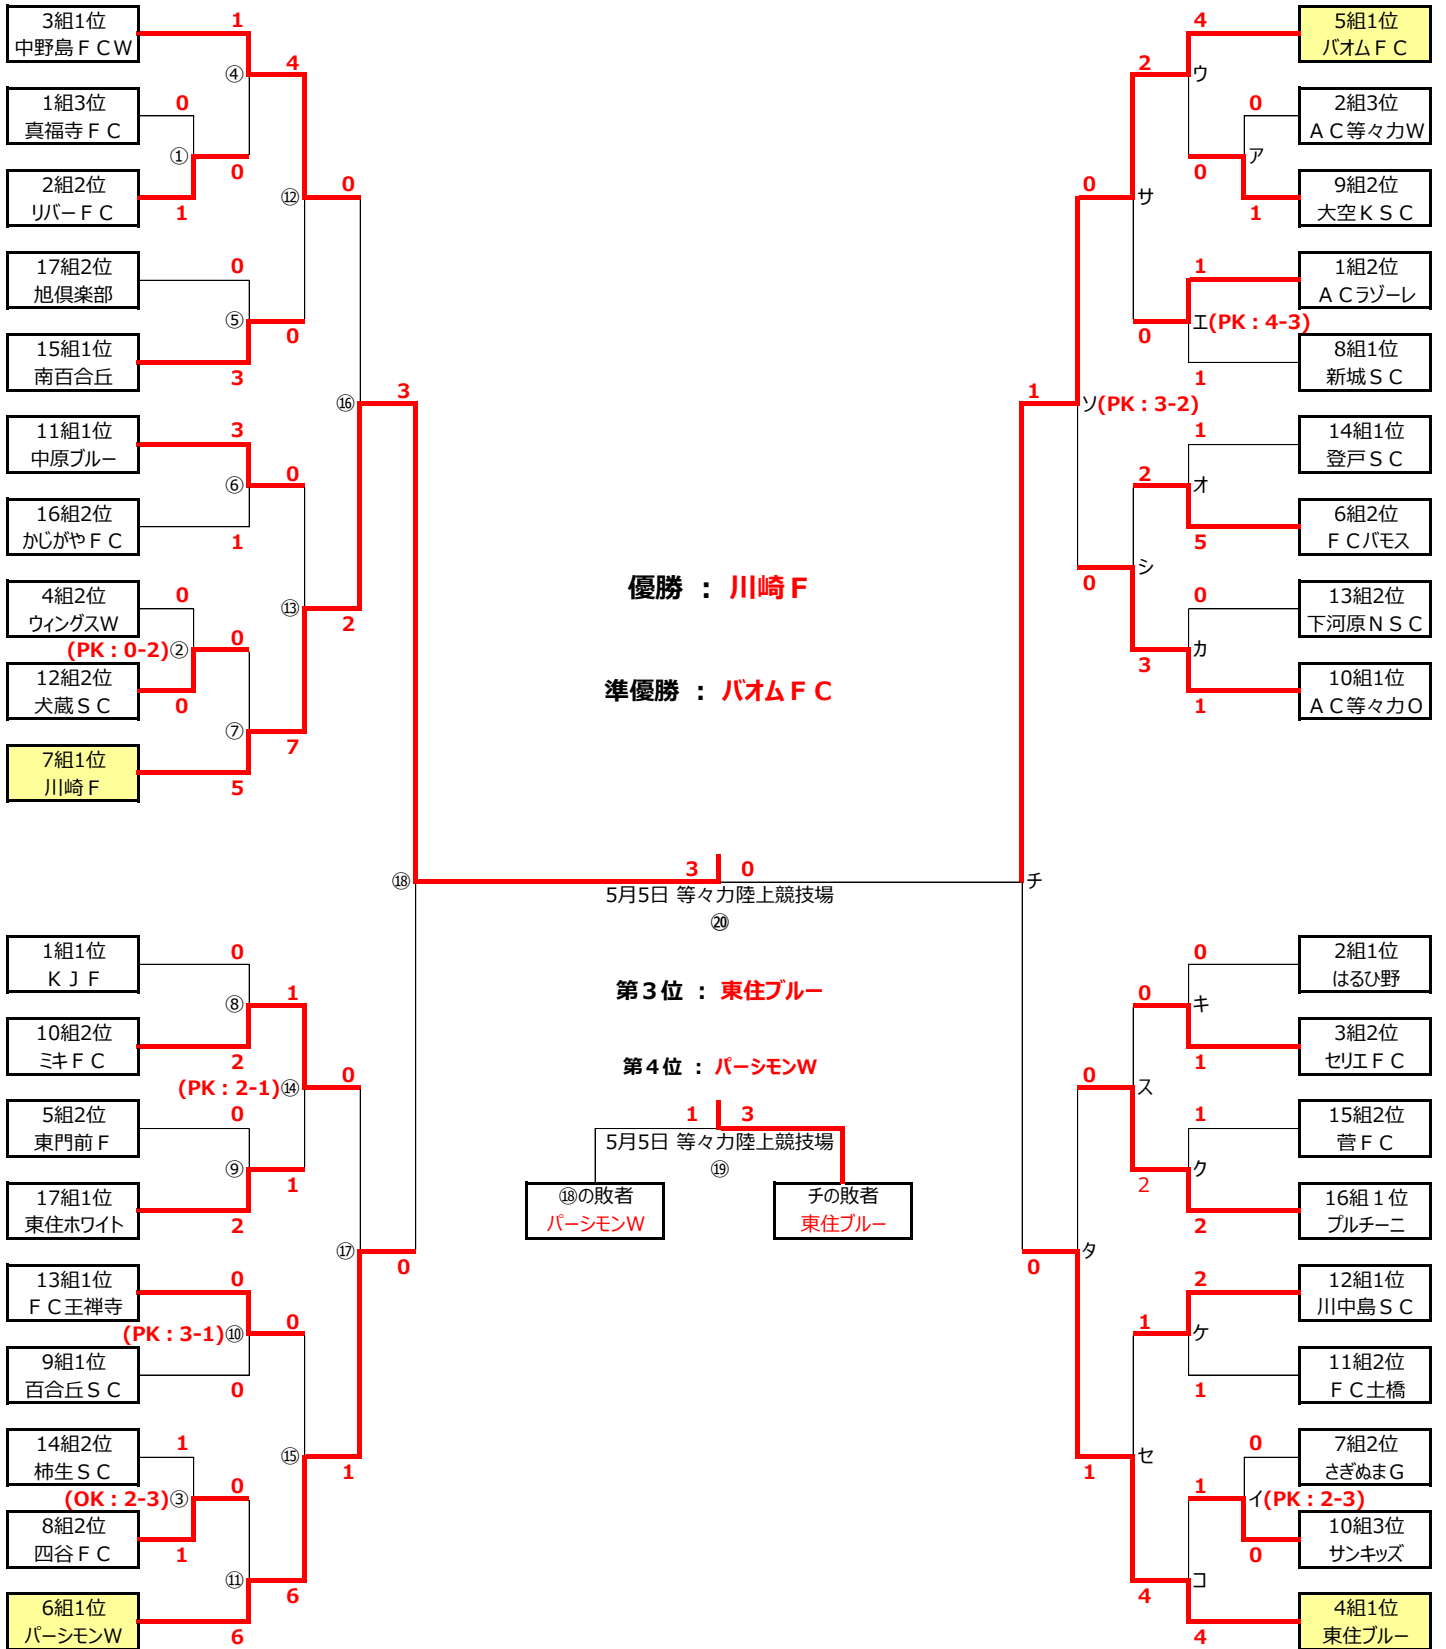 3組1位
中野島ＦＣＷ
1
④
4
1組3位
真福寺ＦＣ
0
①
0
2組2位
リバーＦＣ
1
⑫
0
17組2位
旭倶楽部
0
⑤
0
15組1位
南百合丘
3
⑯
3
11組1位
中原ブルー
3
⑥
0
16組2位
かじがやＦＣ
1
4組2位
ウィングスW
0
⑬
2
(PK：0-2)②
0
12組2位
犬蔵ＳＣ
0
⑦
7
7組1位
川崎Ｆ
5
4
5組1位
バオムＦＣ
2
ウ
0
2組3位
ＡＣ等々力W
0
ア
9組2位
大空ＫＳＣ
1
0
サ
1
1組2位
ＡＣラゾーレ
0
エ(PK：4-3)
8組1位
新城ＳＣ
1
1
ソ(PK：3-2)
1
14組1位
登戸ＳＣ
2
オ
6組2位
ＦＣバモス
5
0
シ
0
13組2位
下河原ＮＳＣ
3
カ
10組1位
ＡＣ等々力Ｏ
1
優勝 ： 川崎Ｆ
準優勝 ： バオムＦＣ
⑱
3
0
チ
5月5日 等々力陸上競技場
⑳
第３位 ： 東住ブルー
第４位 ： パーシモンW
1
3
5月5日 等々力陸上競技場
⑲
⑱の敗者
パーシモンW
チの敗者
東住ブルー
1組1位
ＫＪＦ
0
⑧
1
10組2位
ミキＦＣ
2
(PK：2-1)⑭
0
5組2位
東門前Ｆ
0
⑨
1
17組1位
東住ホワイト
2
⑰
0
13組1位
ＦＣ王禅寺
0
(PK：3-1)⑩
0
9組1位
百合丘ＳＣ
0
14組2位
柿生ＳＣ
1
⑮
1
(OK：2-3)③
0
8組2位
四谷ＦＣ
1
⑪
6
6組1位
パーシモンW
6
0
2組1位
はるひ野
0
キ
3組2位
セリエＦＣ
1
0
ス
1
15組2位
菅ＦＣ
2
ク
16組１位
プルチーニ
2
0
タ
2
12組1位
川中島ＳＣ
1
ケ
11組2位
ＦＣ土橋
1
1
セ
0
7組2位
さぎぬまＧ
1
イ(PK：2-3)
10組3位
サンキッズ
0
4
コ
4組1位
東住ブルー
4